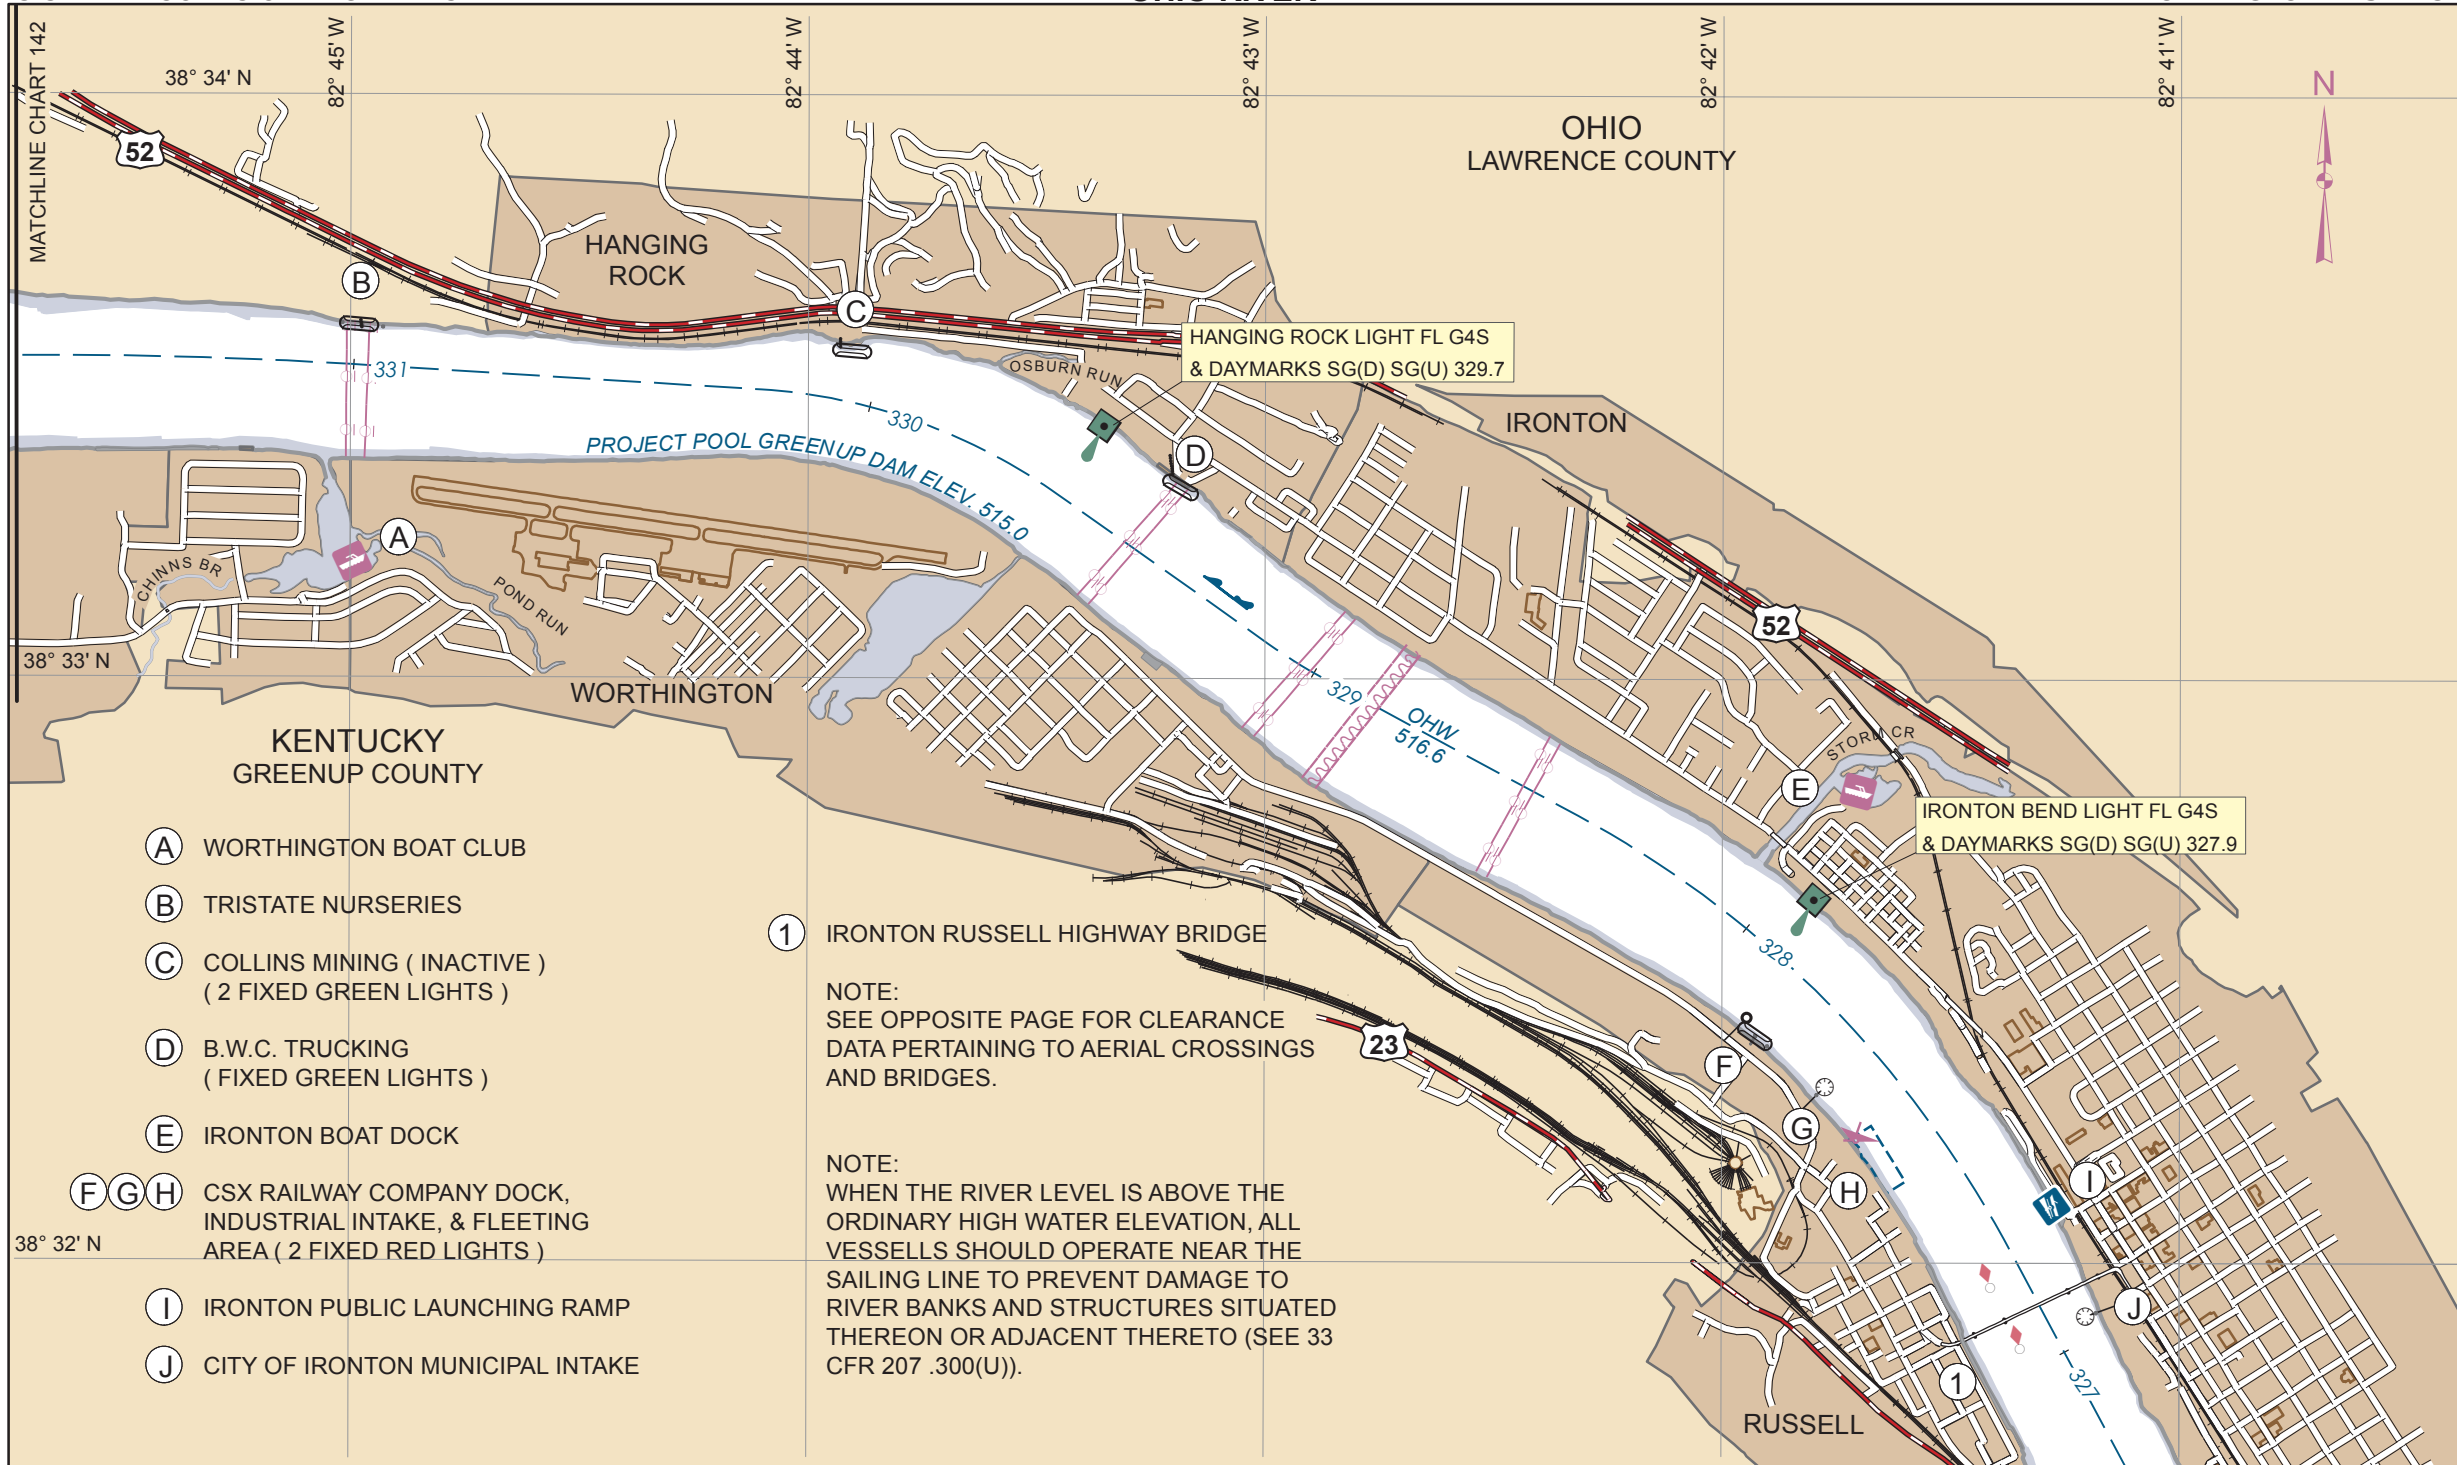 OHIO RIVER
MATCHLINE CHART 142
38° 34' N
82° 45' W
82° 44' W
82° 43' W
82° 42' W
82° 41' W
N
OHIO
LAWRENCE COUNTY
52
HANGING
ROCK
B
C
HANGING ROCK LIGHT FL G4S
& DAYMARKS SG(D) SG(U) 329.7
OSBURN RUN
331
330
IRONTON
PROJECT POOL GREENUP DAM ELEV. 515.0
D
A
CHINNS BR
POND RUN
52
38° 33' N
WORTHINGTON
329
OHW
516.6
STORM CR
E
KENTUCKY
GREENUP COUNTY
IRONTON BEND LIGHT FL G4S
& DAYMARKS SG(D) SG(U) 327.9
328
A WORTHINGTON BOAT CLUB
B TRISTATE NURSERIES
C COLLINS MINING ( INACTIVE )
( 2 FIXED GREEN LIGHTS )
D B.W.C. TRUCKING
( FIXED GREEN LIGHTS )
E IRONTON BOAT DOCK
F G H CSX RAILWAY COMPANY DOCK,
INDUSTRIAL INTAKE, & FLEETING
AREA ( 2 FIXED RED LIGHTS )
I IRONTON PUBLIC LAUNCHING RAMP
J CITY OF IRONTON MUNICIPAL INTAKE
1 IRONTON RUSSELL HIGHWAY BRIDGE
NOTE:
SEE OPPOSITE PAGE FOR CLEARANCE
DATA PERTAINING TO AERIAL CROSSINGS
AND BRIDGES.
NOTE:
WHEN THE RIVER LEVEL IS ABOVE THE
ORDINARY HIGH WATER ELEVATION, ALL
VESSELLS SHOULD OPERATE NEAR THE
SAILING LINE TO PREVENT DAMAGE TO
RIVER BANKS AND STRUCTURES SITUATED
THEREON OR ADJACENT THERETO (SEE 33
CFR 207 .300(U)).
23
F
G
H
I
38° 32' N
J
1
327
RUSSELL